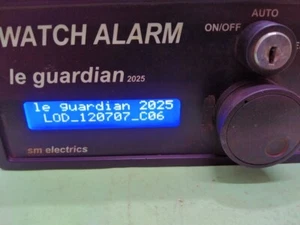 WATCH ALARM
AUTO
ON/OFF
le guardian 2025
le guardian 2025
LOD_120707_C06
sm electrics